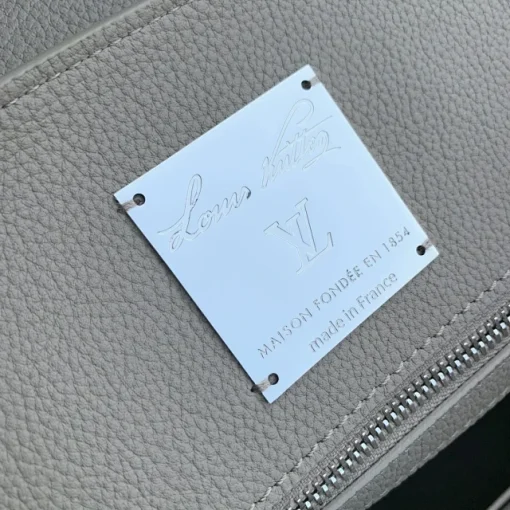 Louis Vuitton
LV
MAISON FONDÉE EN 1854
made in France